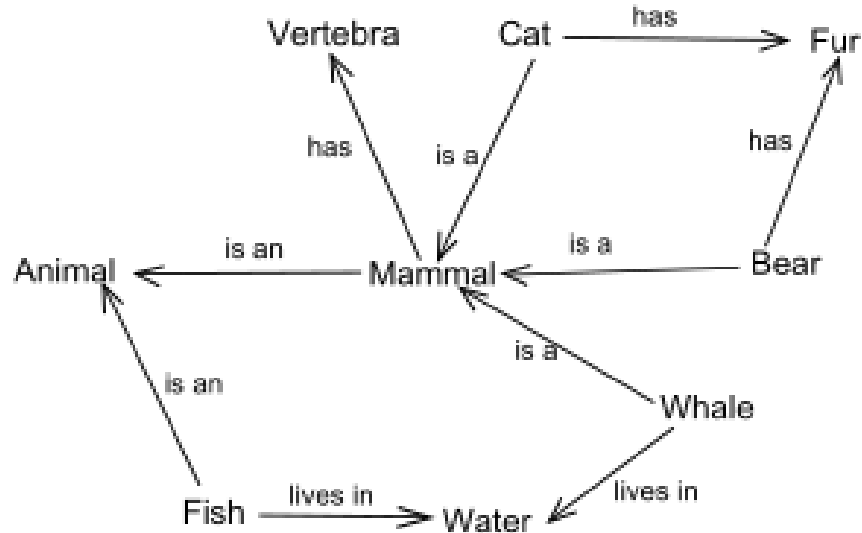 has
Vertebra
Cat
Fur
has
is a
has
is an
is a
Animal
Mammal
Bear
is a
is an
Whale
lives in
lives in
Fish
Water